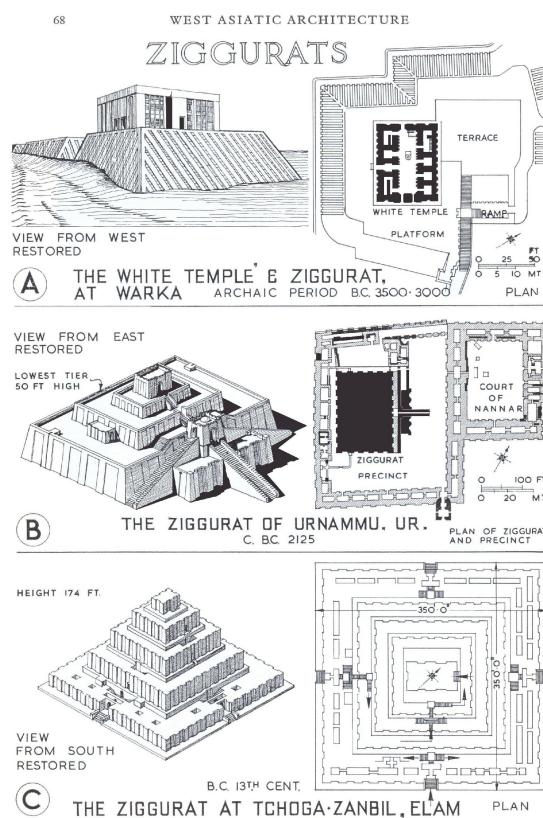 68
WEST ASIATIC ARCHITECTURE
ZIGGURATS
TERRACE
WHITE TEMPLE
RAMP
PLATFORM
VIEW FROM WEST
RESTORED
FT
0 25 50
0 5 10 MT
A
THE WHITE TEMPLE & ZIGGURAT,
AT WARKA ARCHAIC PERIOD B.C. 3500-3000
PLAN
VIEW FROM EAST
RESTORED
LOWEST TIER
50 FT HIGH
COURT
OF
NANNAR
ZIGGURAT
PRECINCT
0 100 FT
0 20 MT
B
THE ZIGGURAT OF URNAMMU. UR.
C. BC. 2125
PLAN OF ZIGGURAT
AND PRECINCT
HEIGHT 174 FT.
350·0"
350·0"
VIEW
FROM SOUTH
RESTORED
B.C. 13TH CENT.
C
THE ZIGGURAT AT TCHOGA·ZANBIL, ELAM
PLAN